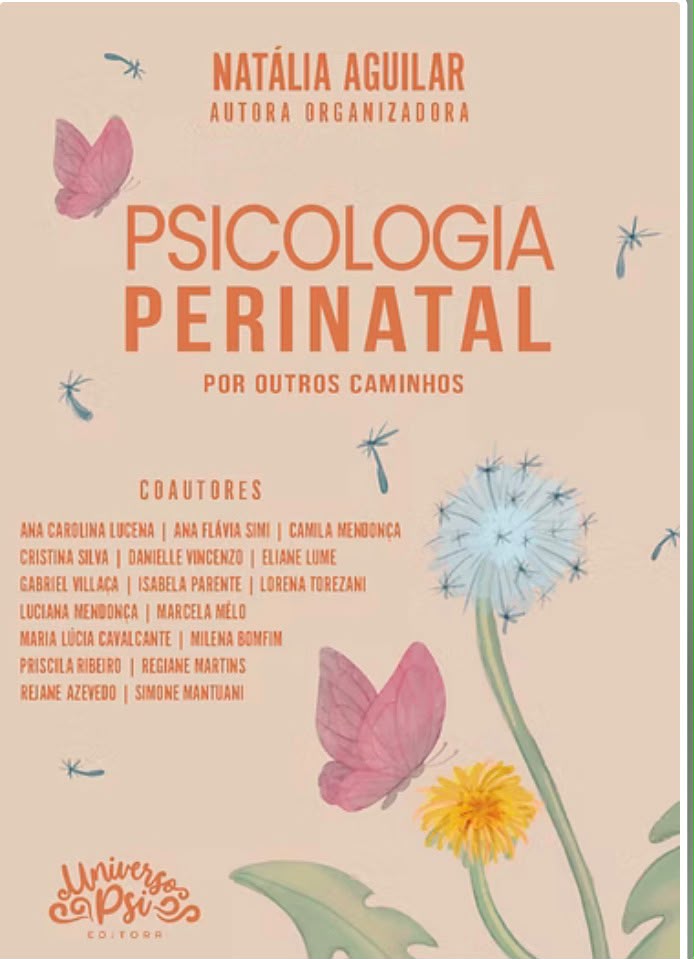 NATÁLIA AGUILAR
AUTORA ORGANIZADORA
PSICOLOGIA
PERINATAL
POR OUTROS CAMINHOS
COAUTORES
ANA CAROLINA LUCENA | ANA FLÁVIA SIMI | CAMILA MENDONÇA
CRISTINA SILVA | DANIELLE VINCENZO | ELIANE LUME
GABRIEL VILLAÇA | ISABELA PARENTE | LORENA TOREZANI
LUCIANA MENDONÇA | MARCELA MÉLO
MARIA LÚCIA CAVALCANTE | MILENA BOMFIM
PRISCILA RIBEIRO | REGIANE MARTINS
REJANE AZEVEDO | SIMONE MANTUANI
Universo
Psi
EDITORA